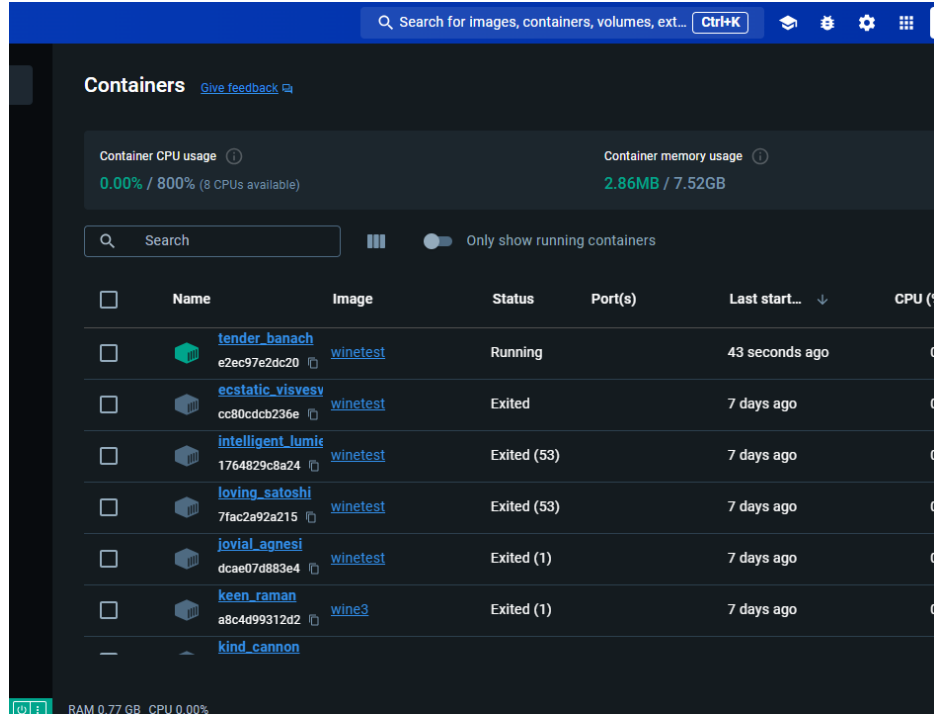 Search for images, containers, volumes, ext... Ctrl+K
Containers Give feedback
Container CPU usage
0.00% / 800% (8 CPUs available)
Container memory usage
2.86MB / 7.52GB
Search
Only show running containers
Name Image Status Port(s) Last start... CPU (%
tender_banach
e2ec97e2dc20
winetest Running 43 seconds ago
ecstatic_visvesv
cc80cdcb236e
winetest Exited 7 days ago
intelligent_lumie
1764829c8a24
winetest Exited (53) 7 days ago
loving_satoshi
7fac2a92a215
winetest Exited (53) 7 days ago
jovial_agnesi
dcae07d883e4
winetest Exited (1) 7 days ago
keen_raman
a8c4d99312d2
wine3 Exited (1) 7 days ago
kind_cannon
RAM 0.77 GB CPU 0.00%